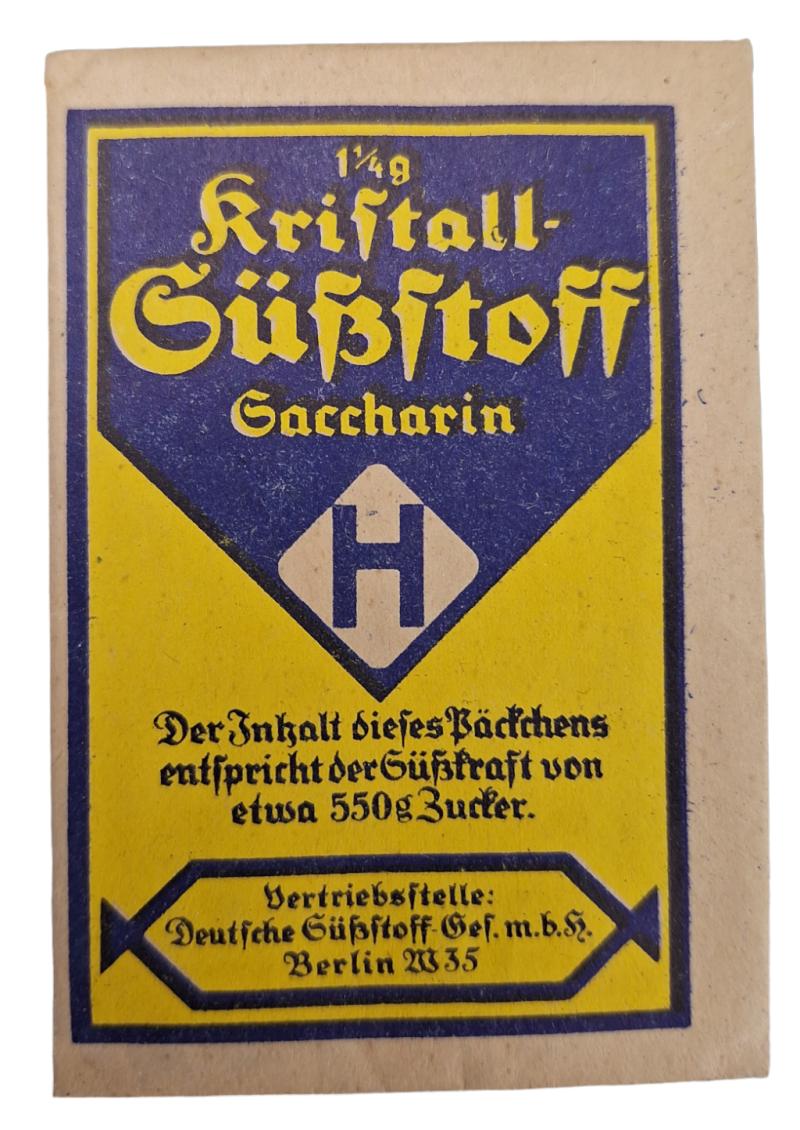 1¼g
Kristall-
Süßstoff
Saccharin
H
Der Inhalt dieses Päckchens
entspricht der Süßkraft von
etwa 550g Zucker.
Vertriebsstelle:
Deutsche Süßstoff-Ges. m.b.H.
Berlin W35